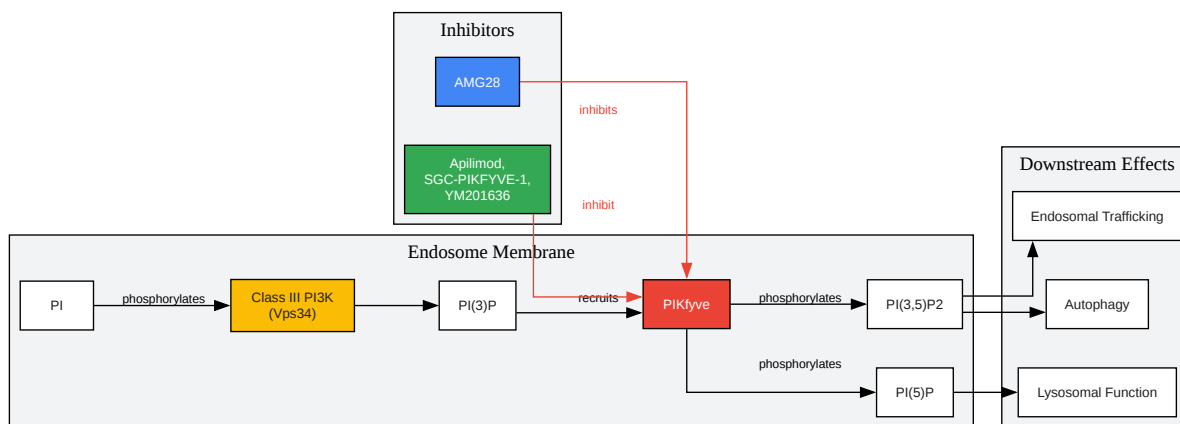 Inhibitors
AMG28
inhibits
Apilimod,
SGC-PIKFYVE-1,
YM201636
inhibit
Downstream Effects
Endosomal Trafficking
Endosome Membrane
PI
phosphorylates
Class III PI3K
(Vps34)
PI(3)P
recruits
PIKfyve
phosphorylates
PI(3,5)P2
Autophagy
phosphorylates
PI(5)P
Lysosomal Function